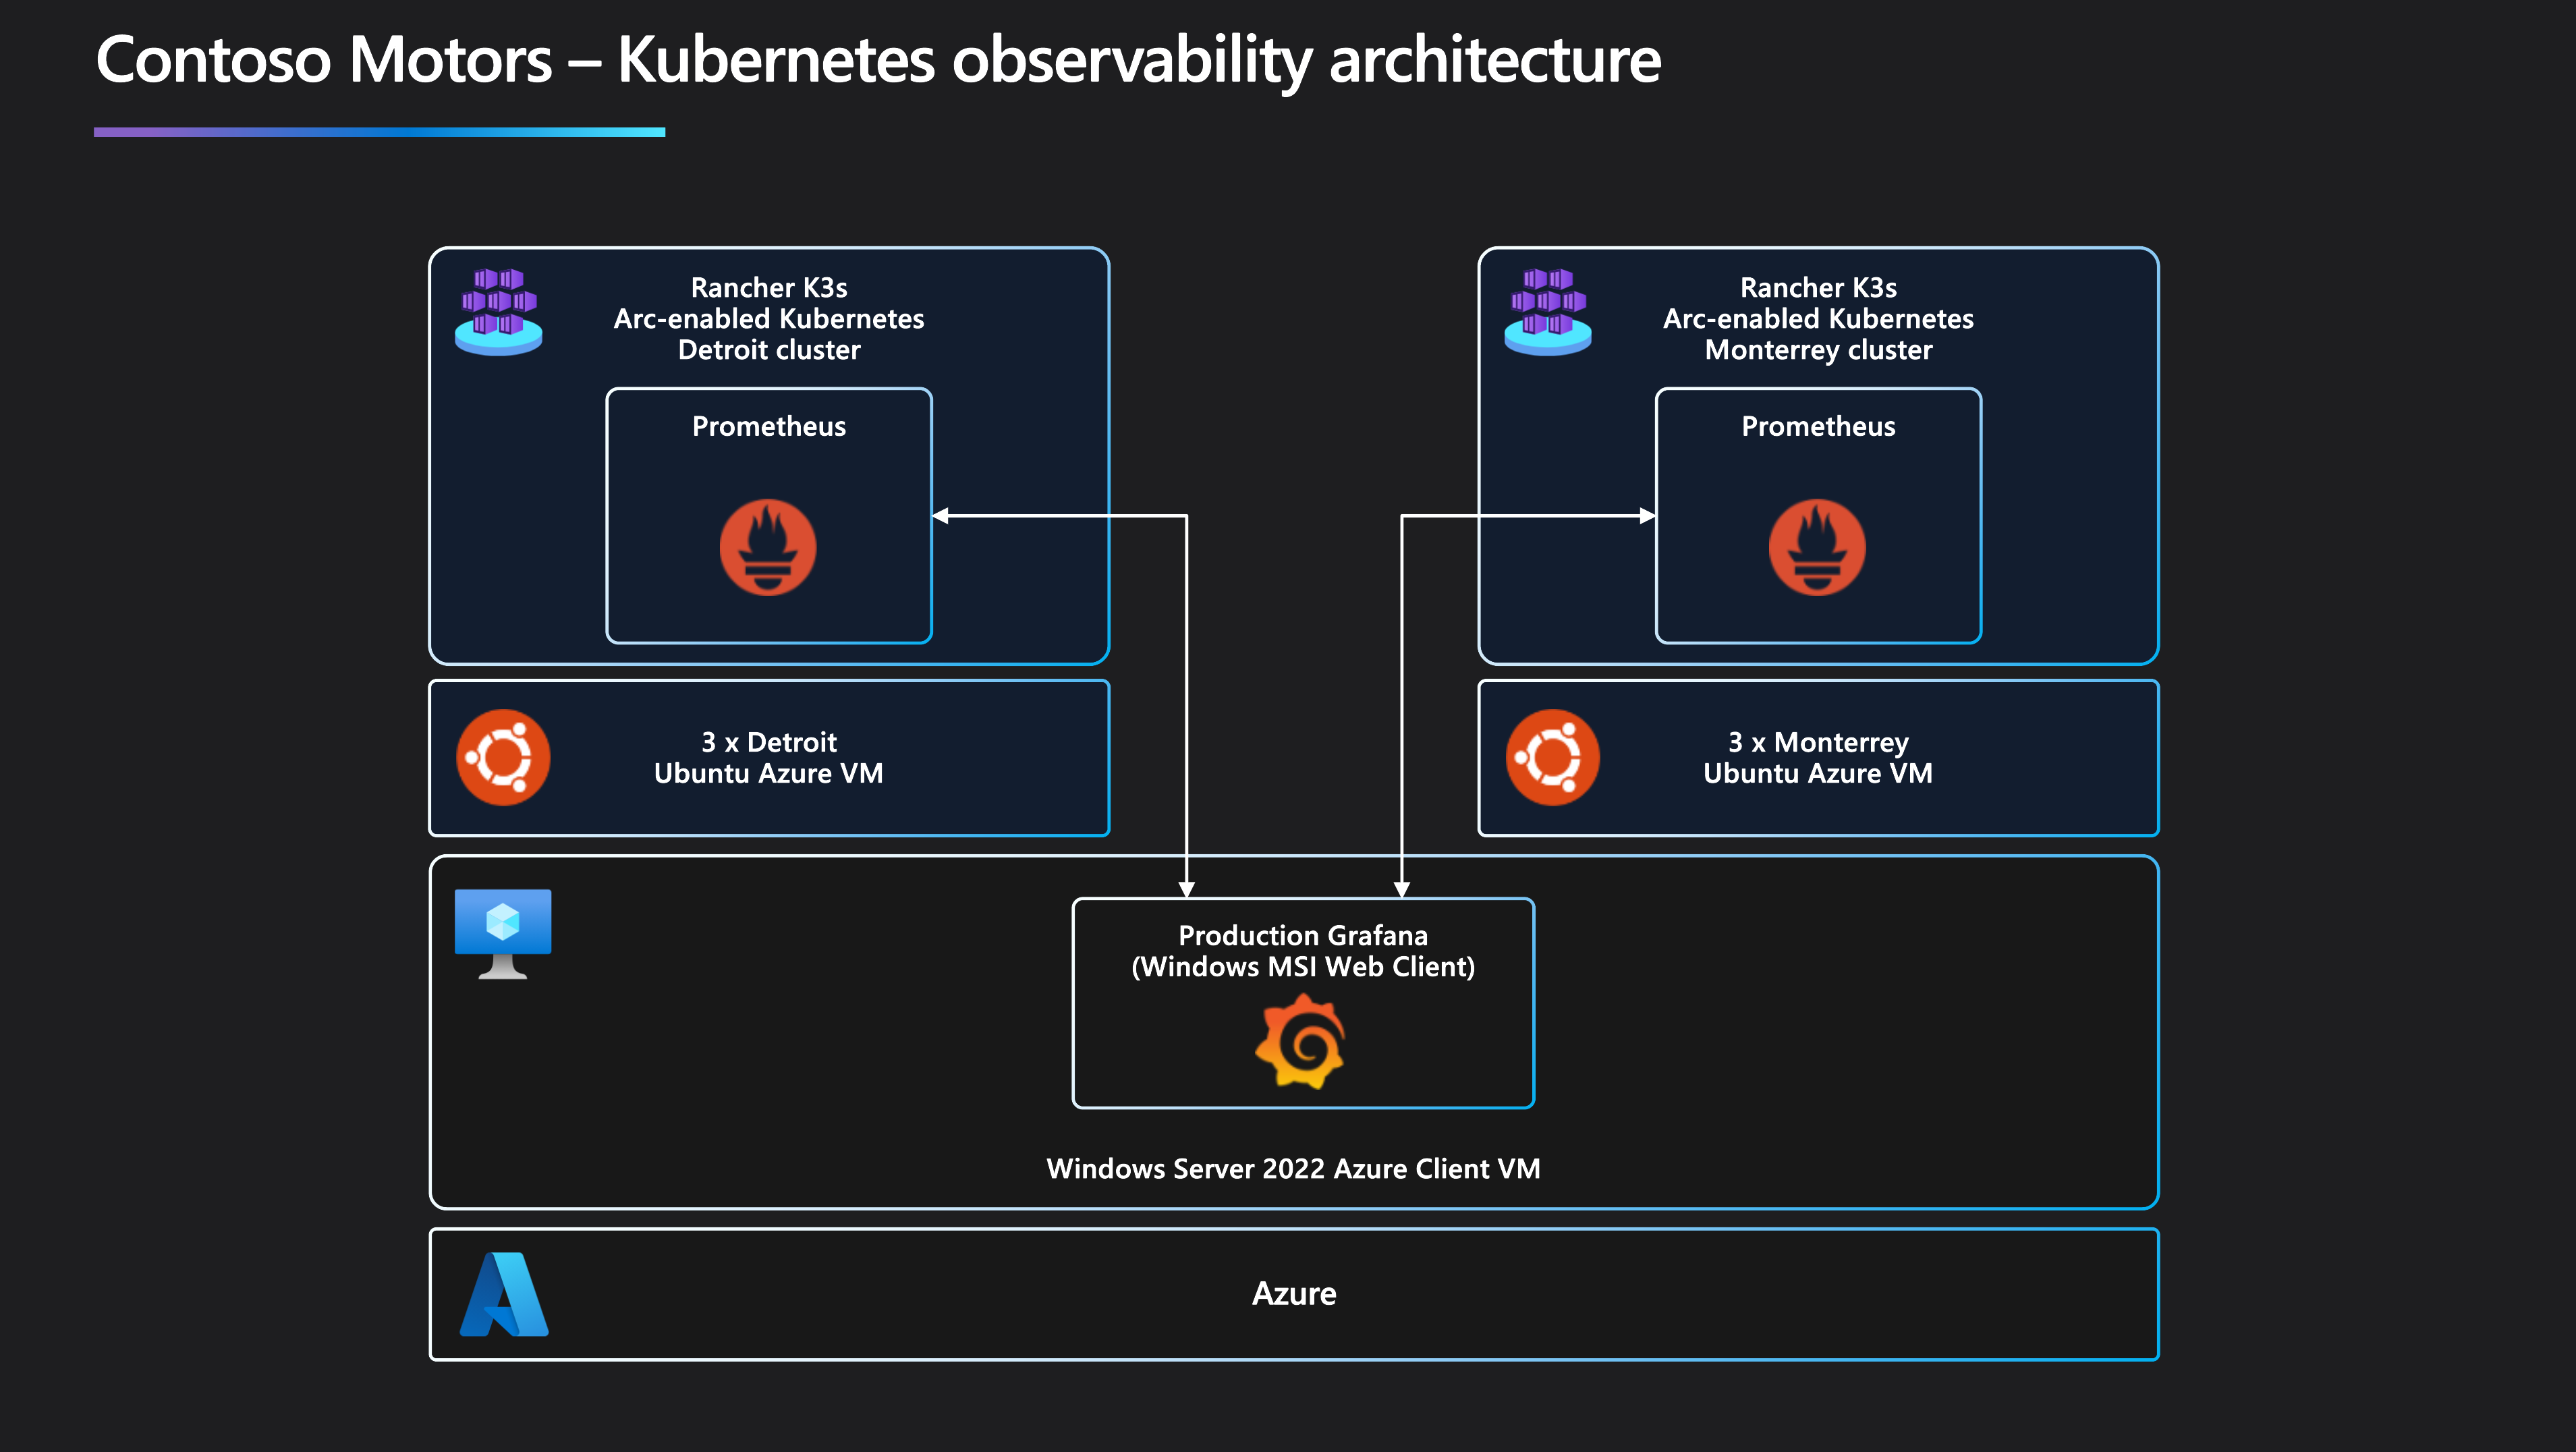 Contoso Motors – Kubernetes observability architecture
Rancher K3s
Arc-enabled Kubernetes
Detroit cluster
Prometheus
Rancher K3s
Arc-enabled Kubernetes
Monterrey cluster
Prometheus
3 x Detroit
Ubuntu Azure VM
3 x Monterrey
Ubuntu Azure VM
Production Grafana
(Windows MSI Web Client)
Windows Server 2022 Azure Client VM
Azure